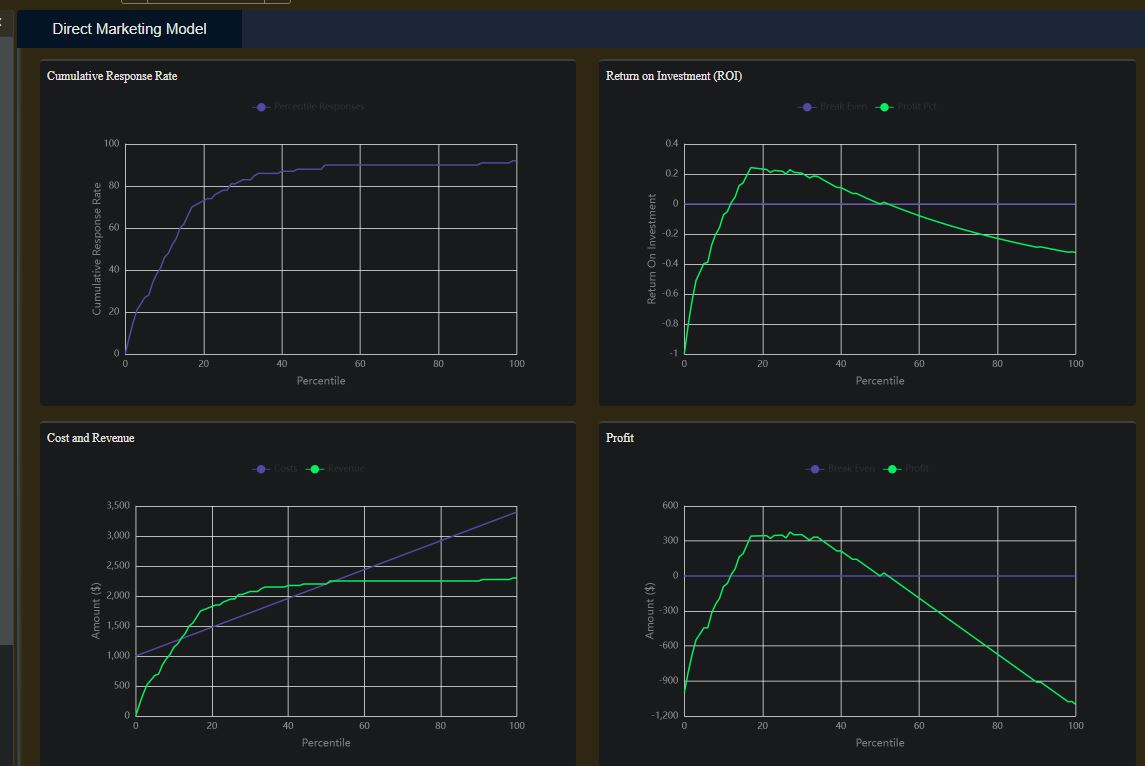 Direct Marketing Model
Cumulative Response Rate
Percentile Responses
100
80
60
40
20
0
Cumulative Response Rate
0 20 40 60 80 100
Percentile
Return on Investment (ROI)
Break Even Profit Pct
0.4
0.2
0
-0.2
-0.4
-0.6
-0.8
-1
Return On Investment
0 20 40 60 80 100
Percentile
Cost and Revenue
Costs Revenue
3,500
3,000
2,500
2,000
1,500
1,000
500
0
Amount ($)
0 20 40 60 80 100
Percentile
Profit
Break Even Profit
600
300
0
-300
-600
-900
-1,200
Amount ($)
0 20 40 60 80 100
Percentile